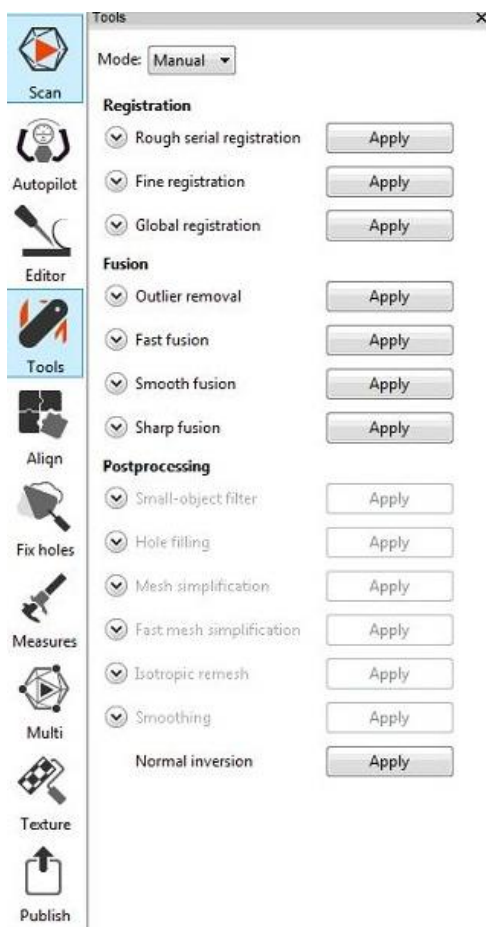 Tools
x
Scan
Autopilot
Editor
Tools
Align
Fix holes
Measures
Multi
Texture
Publish
Mode: Manual
Registration
Rough serial registration Apply
Fine registration Apply
Global registration Apply
Fusion
Outlier removal Apply
Fast fusion Apply
Smooth fusion Apply
Sharp fusion Apply
Postprocessing
Small-object filter Apply
Hole filling Apply
Mesh simplification Apply
Fast mesh simplification Apply
Isotropic remesh Apply
Smoothing Apply
Normal inversion Apply